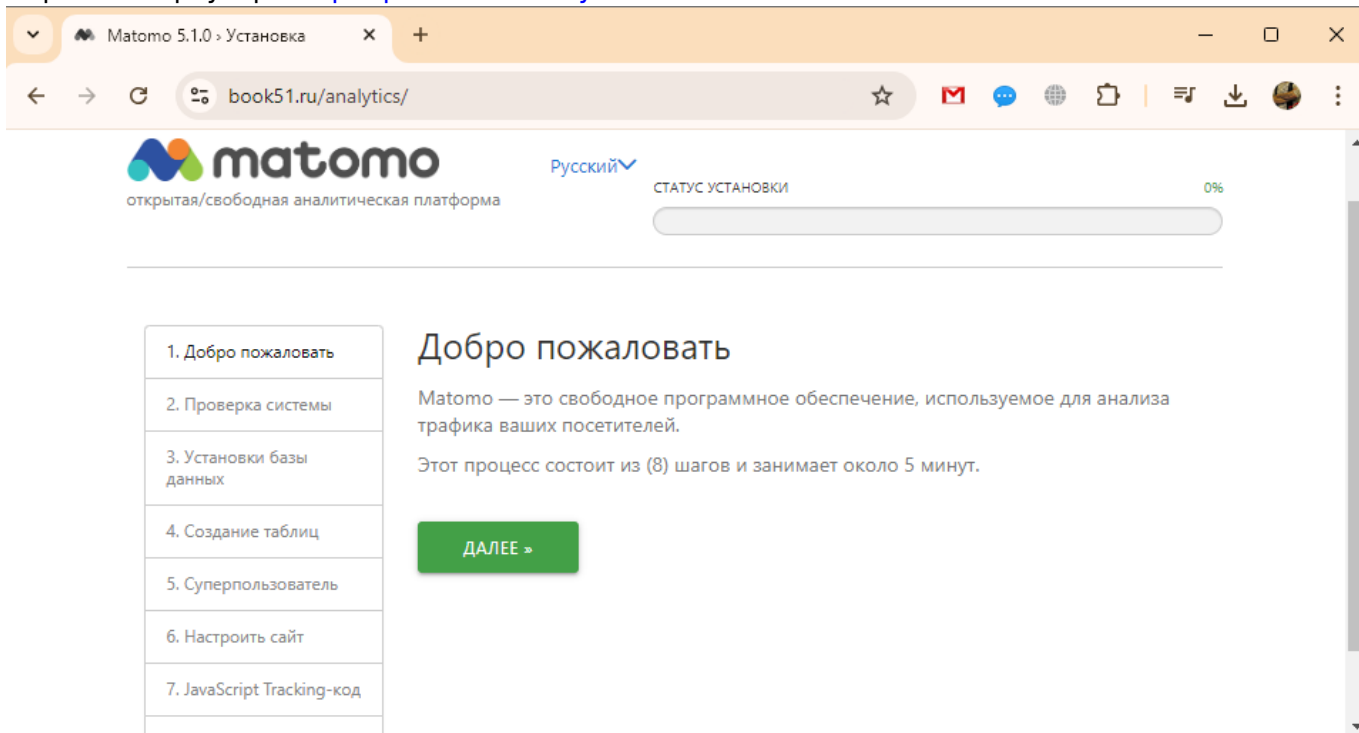 Matomo 5.1.0 › Установка
book51.ru/analytics/
matomo
открытая/свободная аналитическая платформа
Русский
СТАТУС УСТАНОВКИ
0%
1. Добро пожаловать
2. Проверка системы
3. Установки базы
данных
4. Создание таблиц
5. Суперпользователь
6. Настроить сайт
7. JavaScript Tracking-код
Добро пожаловать
Matomo — это свободное программное обеспечение, используемое для анализа
трафика ваших посетителей.
Этот процесс состоит из (8) шагов и занимает около 5 минут.
ДАЛЕЕ »